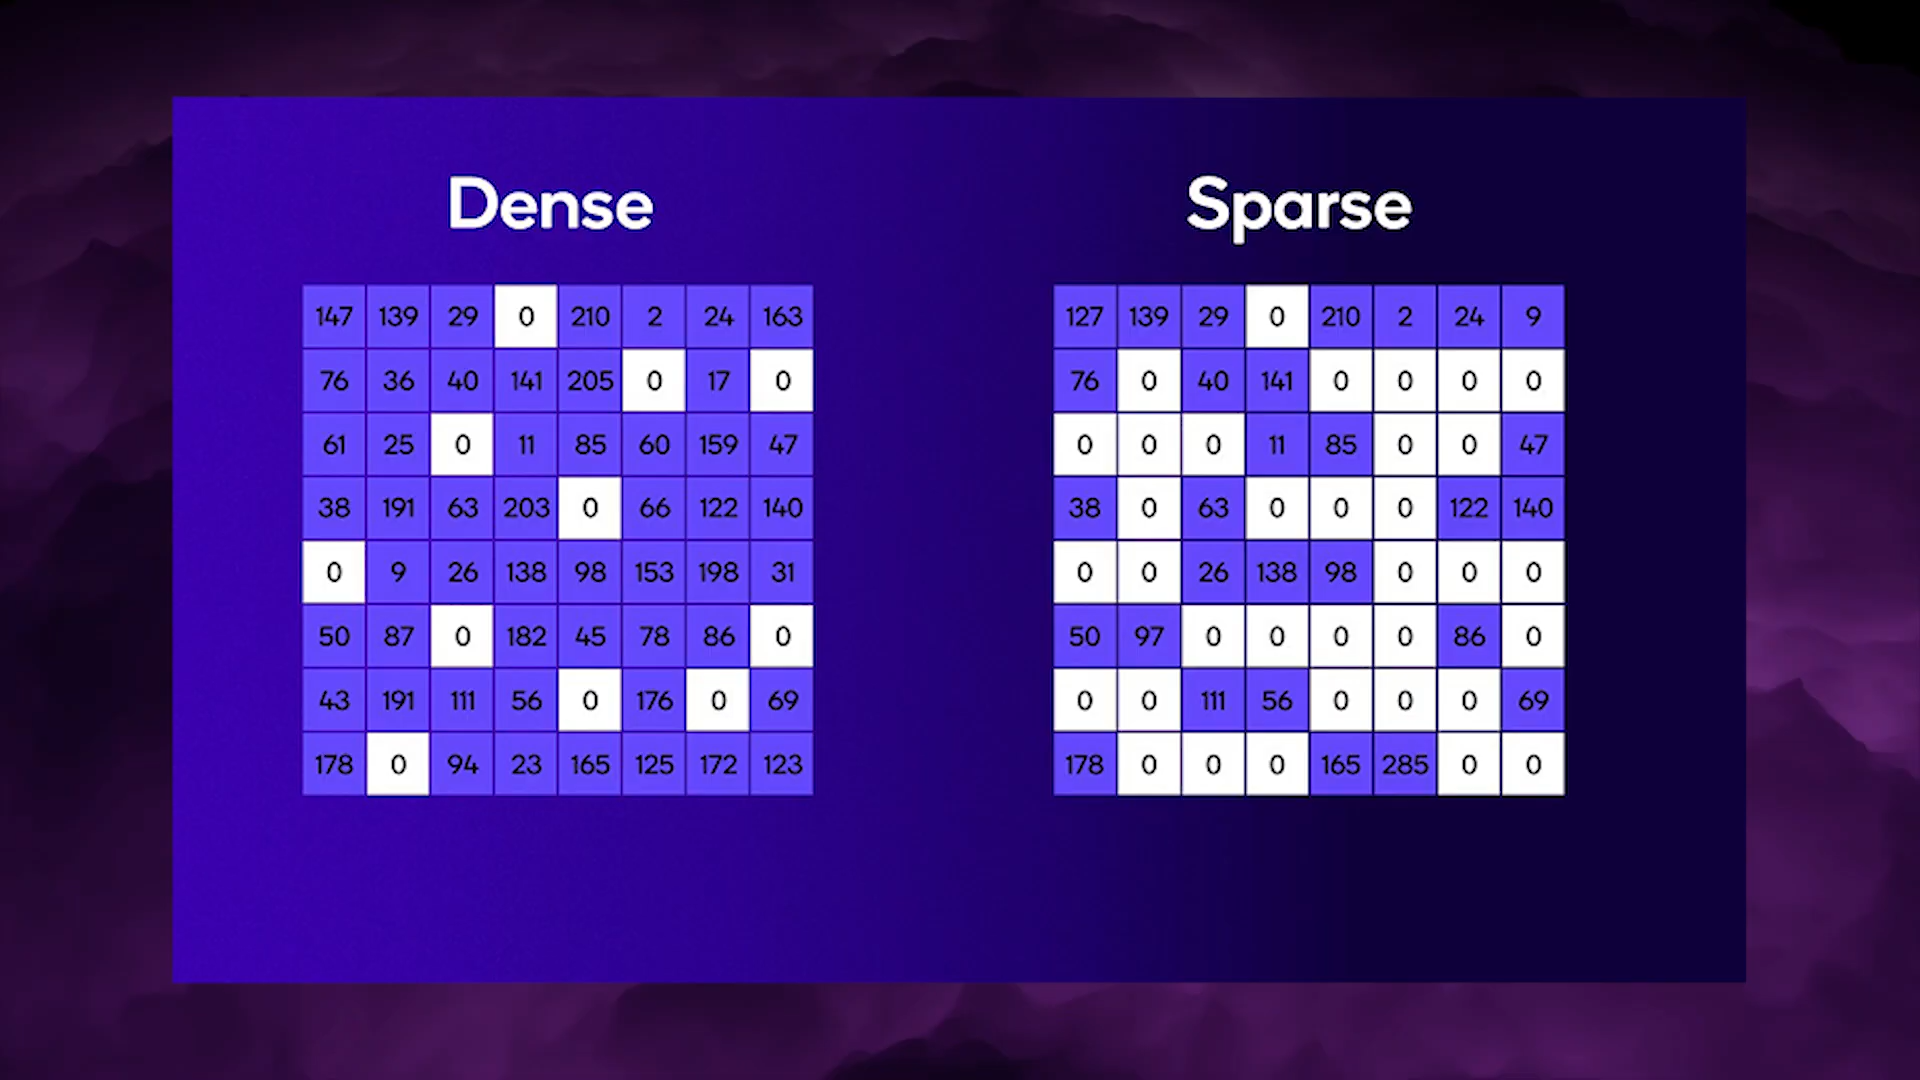 Dense
147 139 29 0 210 2 24 163
76 36 40 141 205 0 17 0
61 25 0 11 85 60 159 47
38 191 63 203 0 66 122 140
0 9 26 138 98 153 198 31
50 87 0 182 45 78 86 0
43 191 111 56 0 176 0 69
178 0 94 23 165 125 172 123
Sparse
127 139 29 0 210 2 24 9
76 0 40 141 0 0 0 0
0 0 0 11 85 0 0 47
38 0 63 0 0 0 122 140
0 0 26 138 98 0 0 0
50 97 0 0 0 0 86 0
0 0 111 56 0 0 0 69
178 0 0 0 165 285 0 0